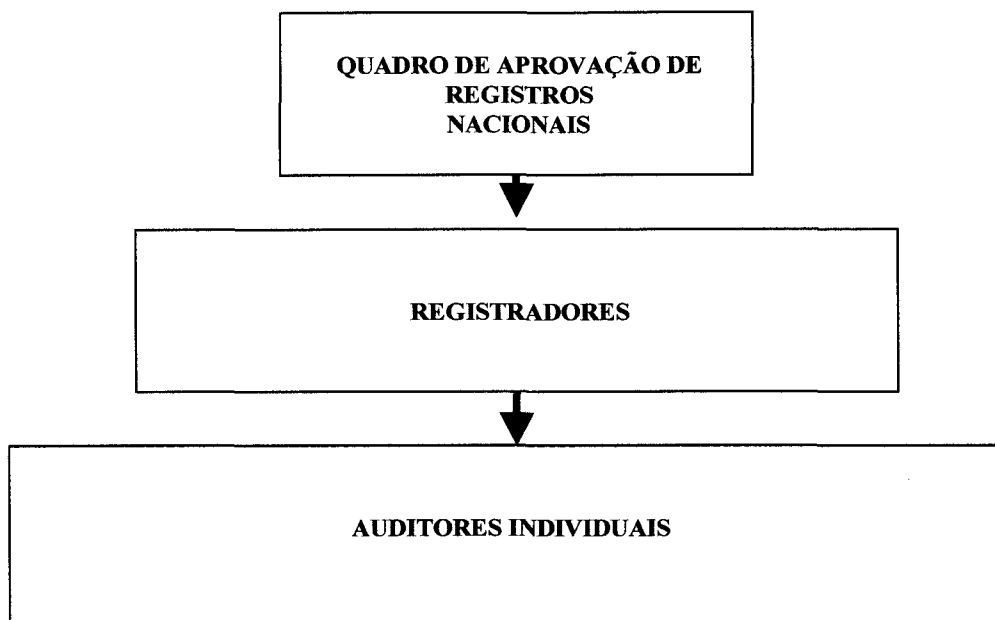 QUADRO DE APROVAÇÃO DE
REGISTROS
NACIONAIS
REGISTRADORES
AUDITORES INDIVIDUAIS